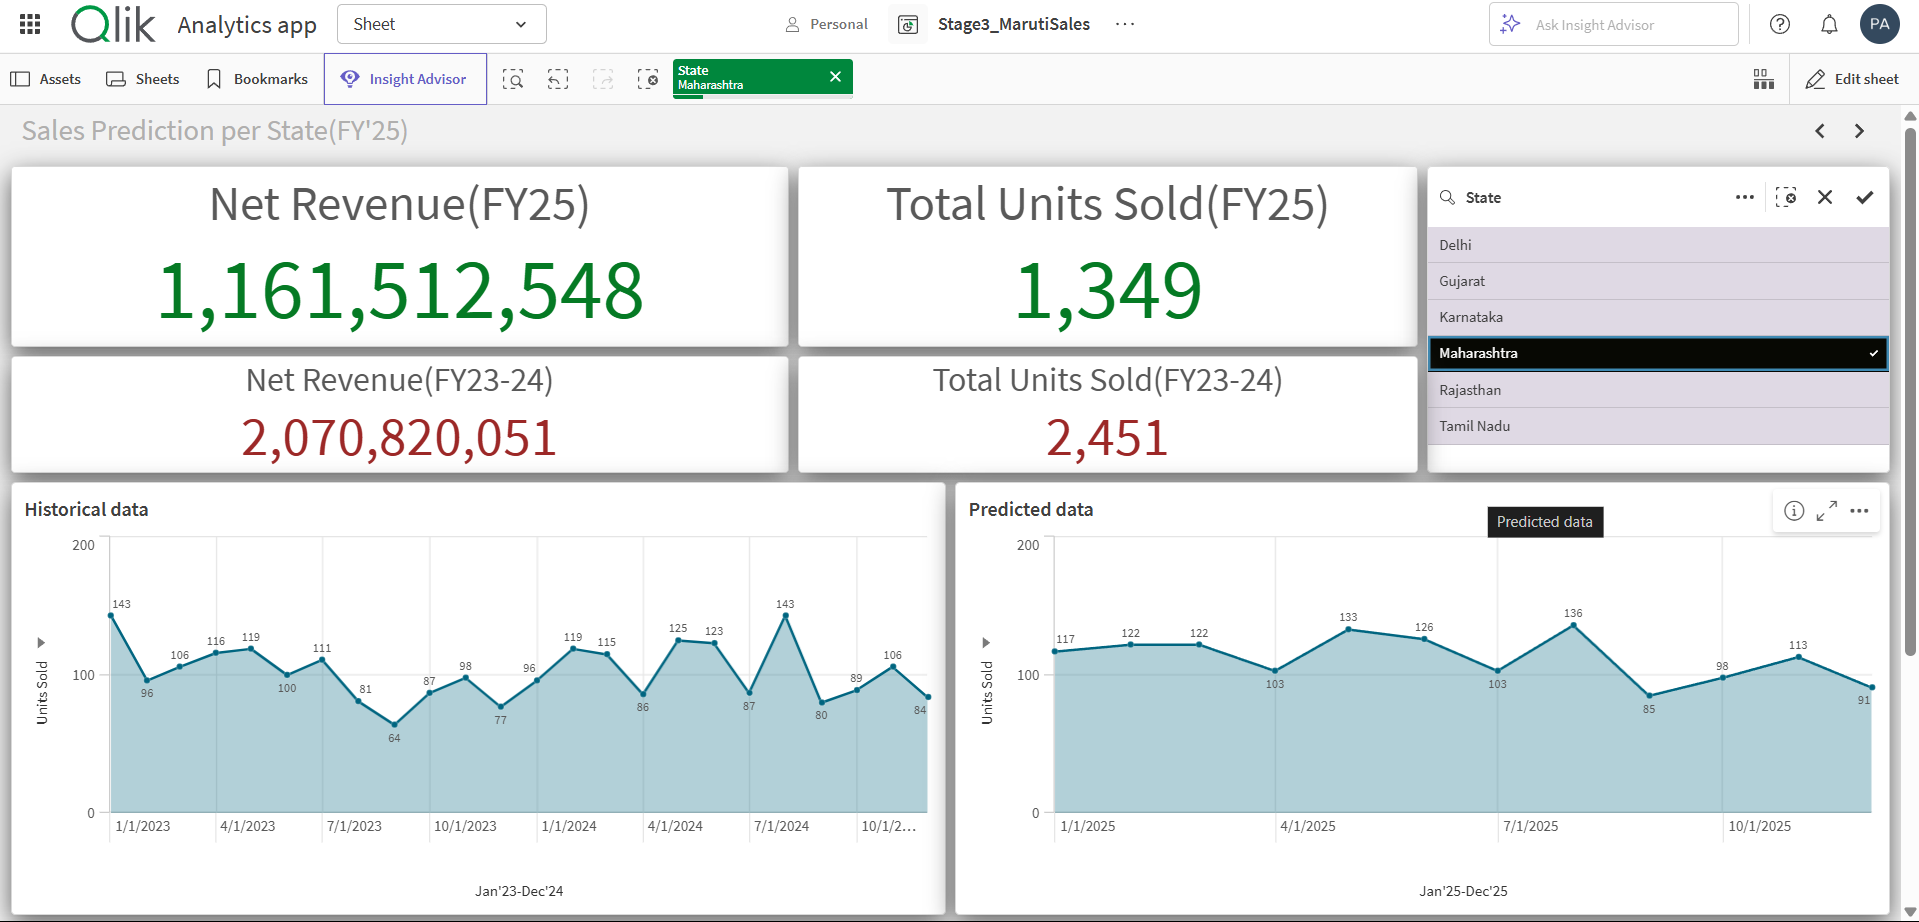 Qlik
Analytics app
Sheet
Personal
Stage3_MarutiSales
Ask Insight Advisor
PA
Assets
Sheets
Bookmarks
Insight Advisor
State
Maharashtra
Edit sheet
Sales Prediction per State(FY'25)
Net Revenue(FY25)
1,161,512,548
Total Units Sold(FY25)
1,349
State
Delhi
Gujarat
Karnataka
Maharashtra
Rajasthan
Tamil Nadu
Net Revenue(FY23-24)
2,070,820,051
Total Units Sold(FY23-24)
2,451
Historical data
Units Sold
200
100
0
143
96
106
116
119
100
111
81
64
87
98
77
96
119
115
86
125
123
87
143
80
89
106
84
1/1/2023
4/1/2023
7/1/2023
10/1/2023
1/1/2024
4/1/2024
7/1/2024
10/1/2...
Jan'23-Dec'24
Predicted data
Predicted data
Units Sold
200
100
0
117
122
122
103
133
126
103
136
85
98
113
91
1/1/2025
4/1/2025
7/1/2025
10/1/2025
Jan'25-Dec'25